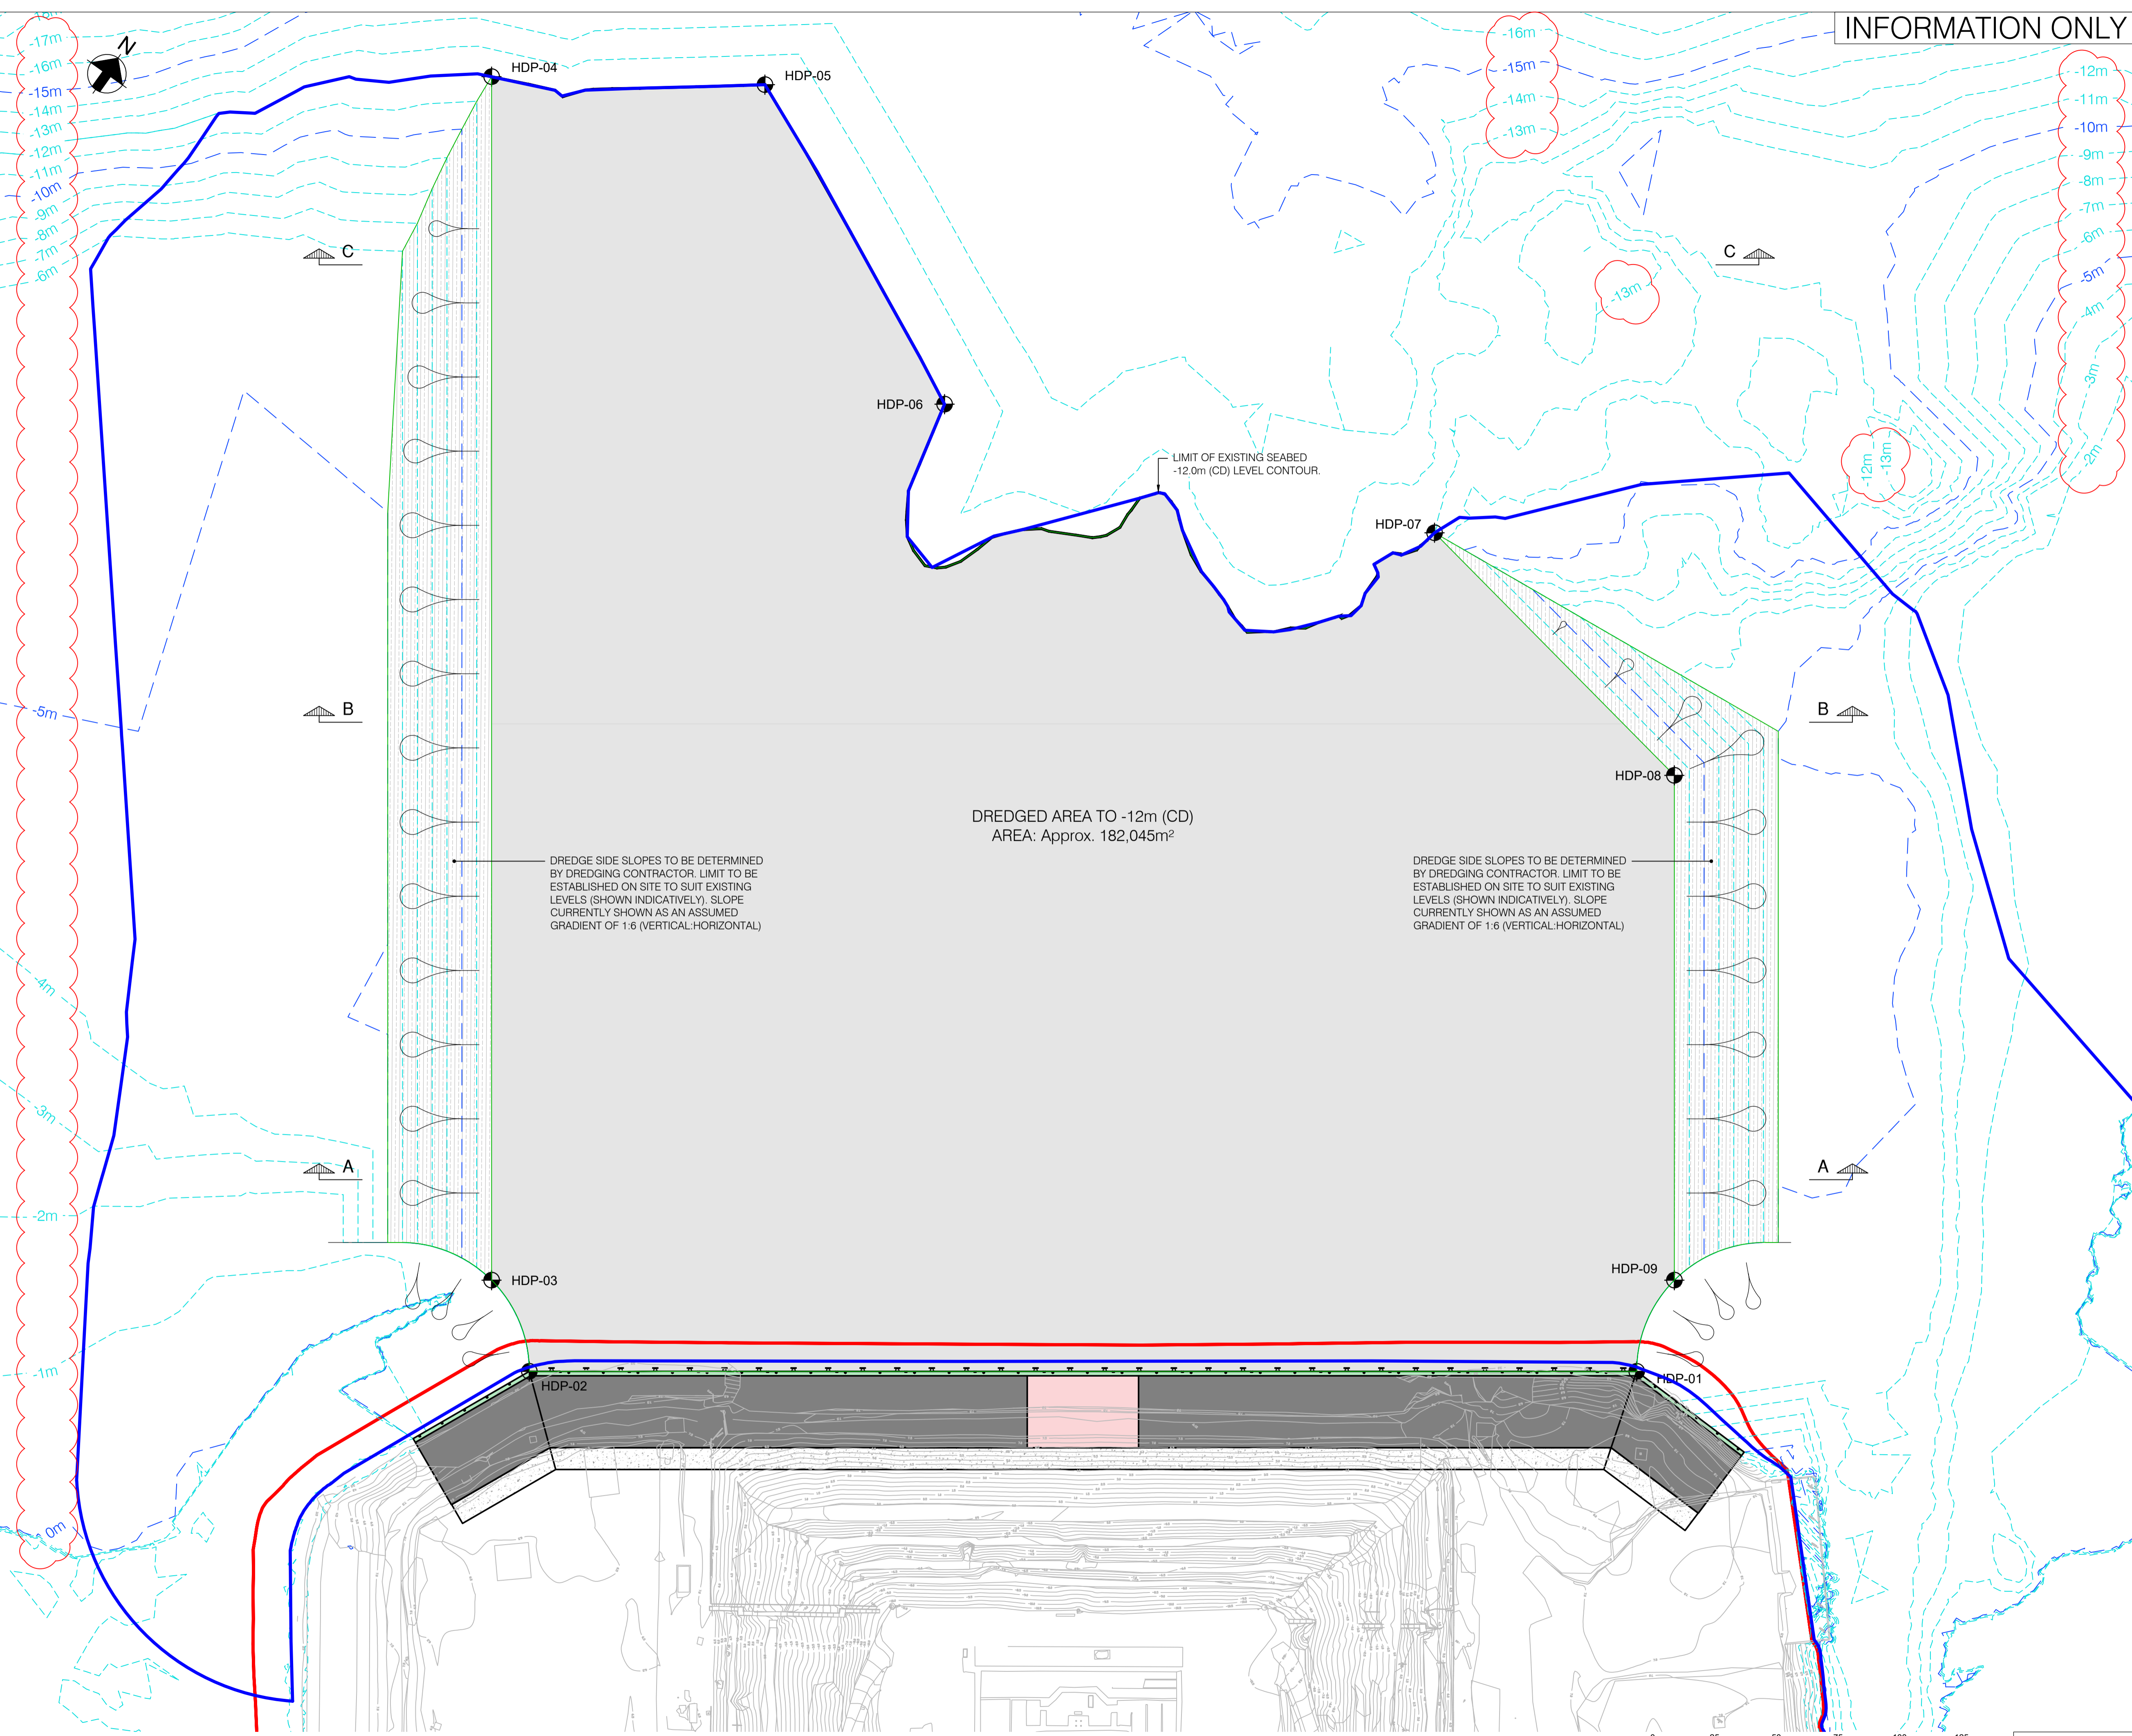 INFORMATION ONLY
N
-17m
-16m
-15m
-14m
-13m
-12m
-11m
-10m
-9m
-8m
-7m
-6m
-5m
-4m
-3m
-2m
-1m
0m
-16m
-15m
-14m
-13m
-13m
-12m
-13m
-12m
-11m
-10m
-9m
-8m
-7m
-6m
-5m
-4m
-3m
-2m
HDP-04
HDP-05
HDP-06
HDP-07
HDP-08
HDP-03
HDP-09
HDP-02
HDP-01
C
C
B
B
A
A
LIMIT OF EXISTING SEABED
-12.0m (CD) LEVEL CONTOUR.
DREDGED AREA TO -12m (CD)
AREA: Approx. 182,045m²
DREDGE SIDE SLOPES TO BE DETERMINED
BY DREDGING CONTRACTOR. LIMIT TO BE
ESTABLISHED ON SITE TO SUIT EXISTING
LEVELS (SHOWN INDICATIVELY). SLOPE
CURRENTLY SHOWN AS AN ASSUMED
GRADIENT OF 1:6 (VERTICAL:HORIZONTAL)
DREDGE SIDE SLOPES TO BE DETERMINED
BY DREDGING CONTRACTOR. LIMIT TO BE
ESTABLISHED ON SITE TO SUIT EXISTING
LEVELS (SHOWN INDICATIVELY). SLOPE
CURRENTLY SHOWN AS AN ASSUMED
GRADIENT OF 1:6 (VERTICAL:HORIZONTAL)